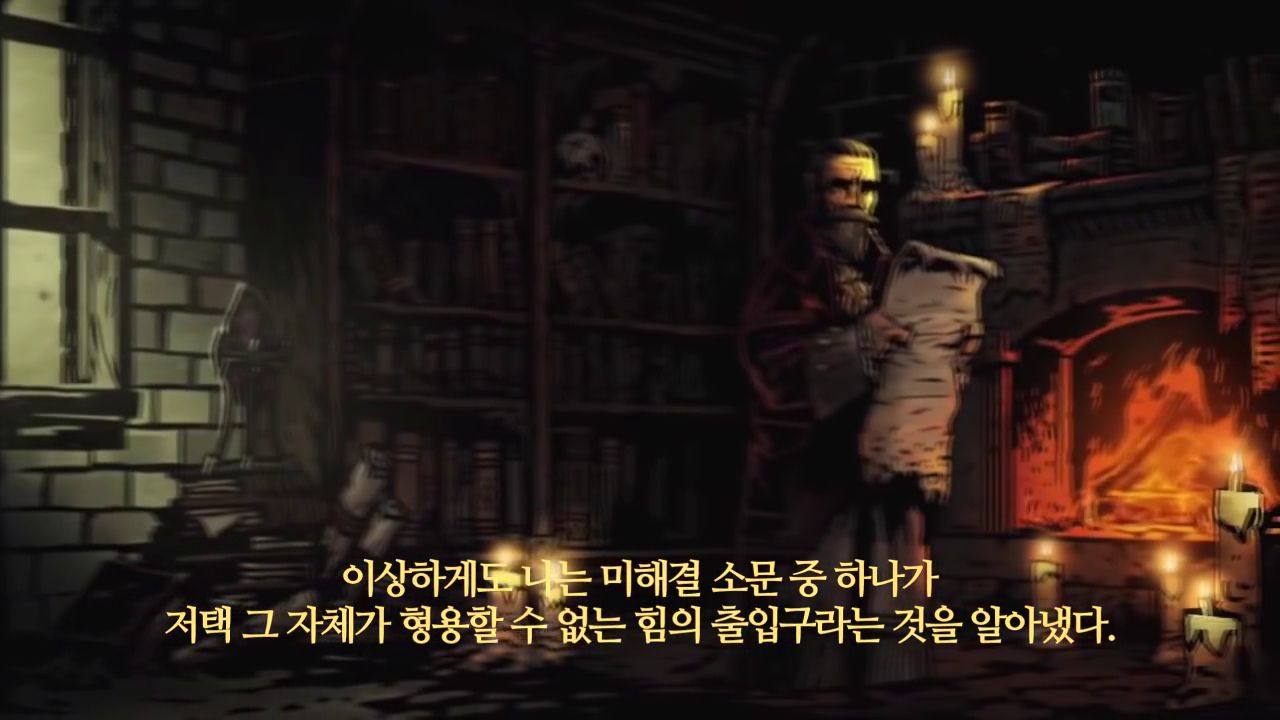 이상하게도 나는 미해결 소문 중 하나가
저택 그 자체가 형용할 수 없는 힘의 출입구라는 것을 알아냈다.